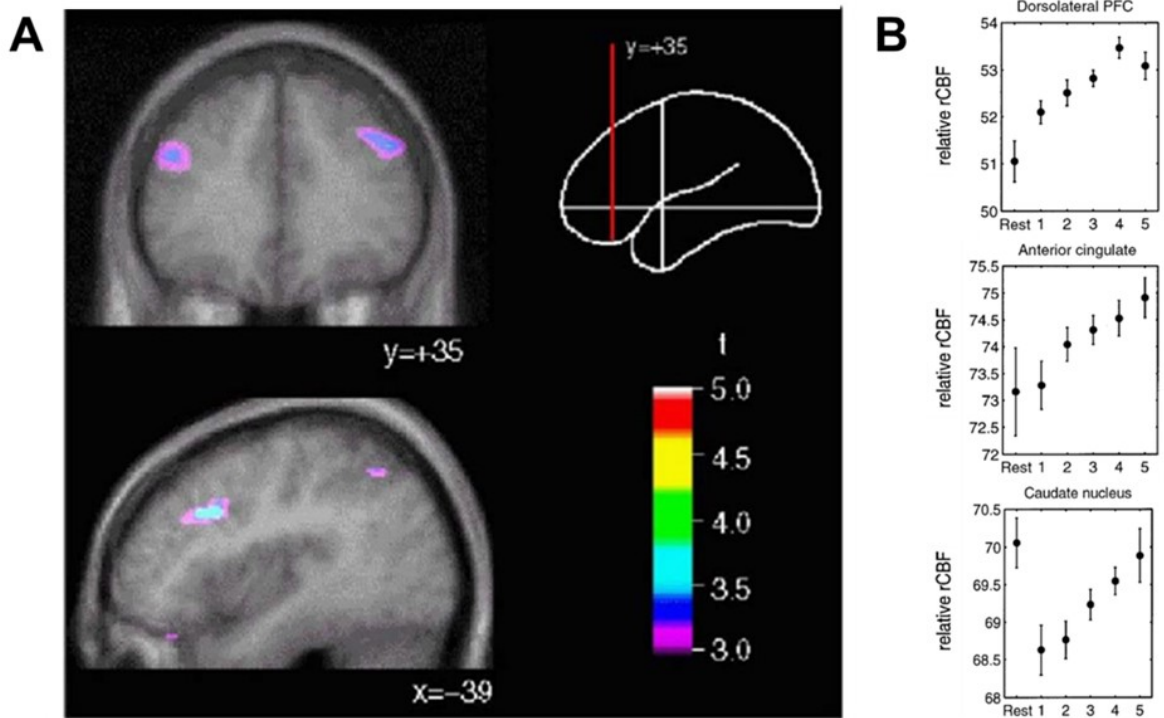 A
y=+35
y=+35
t
5.0
4.5
4.0
3.5
3.0
x=-39
B
Dorsolateral PFC
relative rCBF
54
53
52
51
50
Rest 1 2 3 4 5
Anterior cingulate
relative rCBF
75.5
75
74.5
74
73.5
73
72.5
72
Rest 1 2 3 4 5
Caudate nucleus
relative rCBF
70.5
70
69.5
69
68.5
68
Rest 1 2 3 4 5